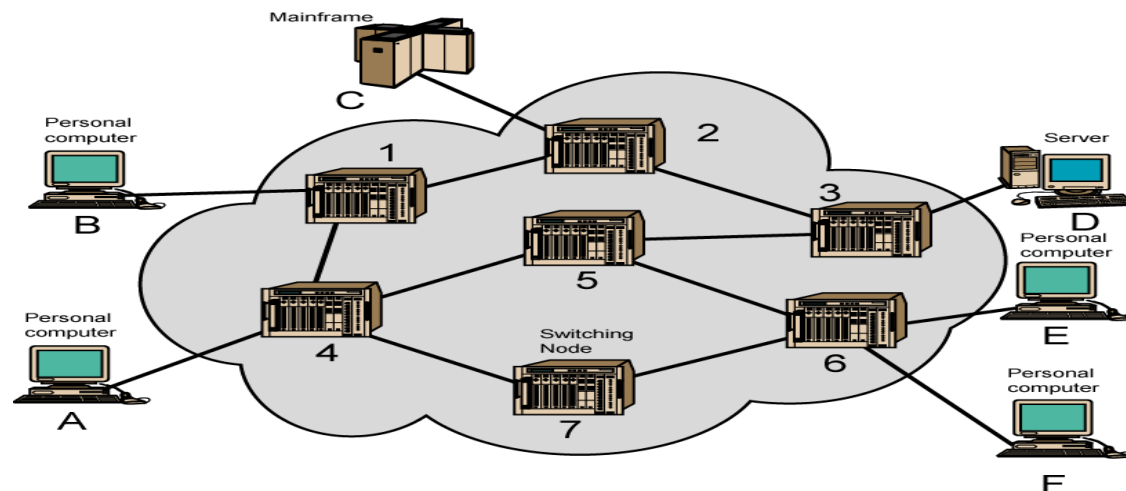 Mainframe
C
Personal
computer
B
1
2
3
Server
D
Personal
computer
E
5
4
Switching
Node
7
6
Personal
computer
A
Personal
computer
F